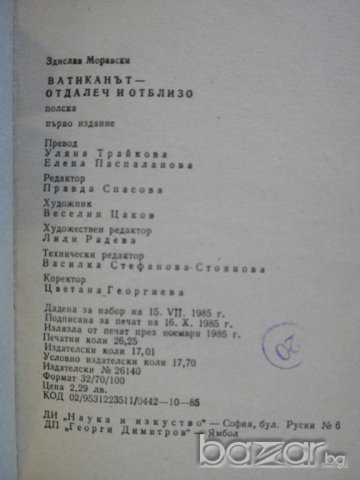 Здислав Моравски
ВАТИКАНЪТ —
ОТДАЛЕЧ И ОТБЛИЗО
полска
първо издание
Превод
Уляна Трайкова
Елена Паспаланова
Редактор
Правда Спасова
Художник
Веселин Цаков
Художествен редактор
Лили Радева
Технически редактор
Василка Стефанова-Стоянова
Коректор
Цветана Георгиева
Дадена за набор на 15. VII. 1985 г.
Подписана за печат на 16. X. 1985 г.
Излязла от печат през ноември 1985 г.
Печатни коли 26,25
Издателски коли 17,01
Условно издателски коли 17,70
Издателски № 26140
Формат 32/70/100
Цена 2,29 лв.
КОД 02/9531223511/0442—10—85
ДИ „Наука и изкуство" — София, бул. Руски № 6
ДП „Георги Димитров" — Ямбол
bazar.bg